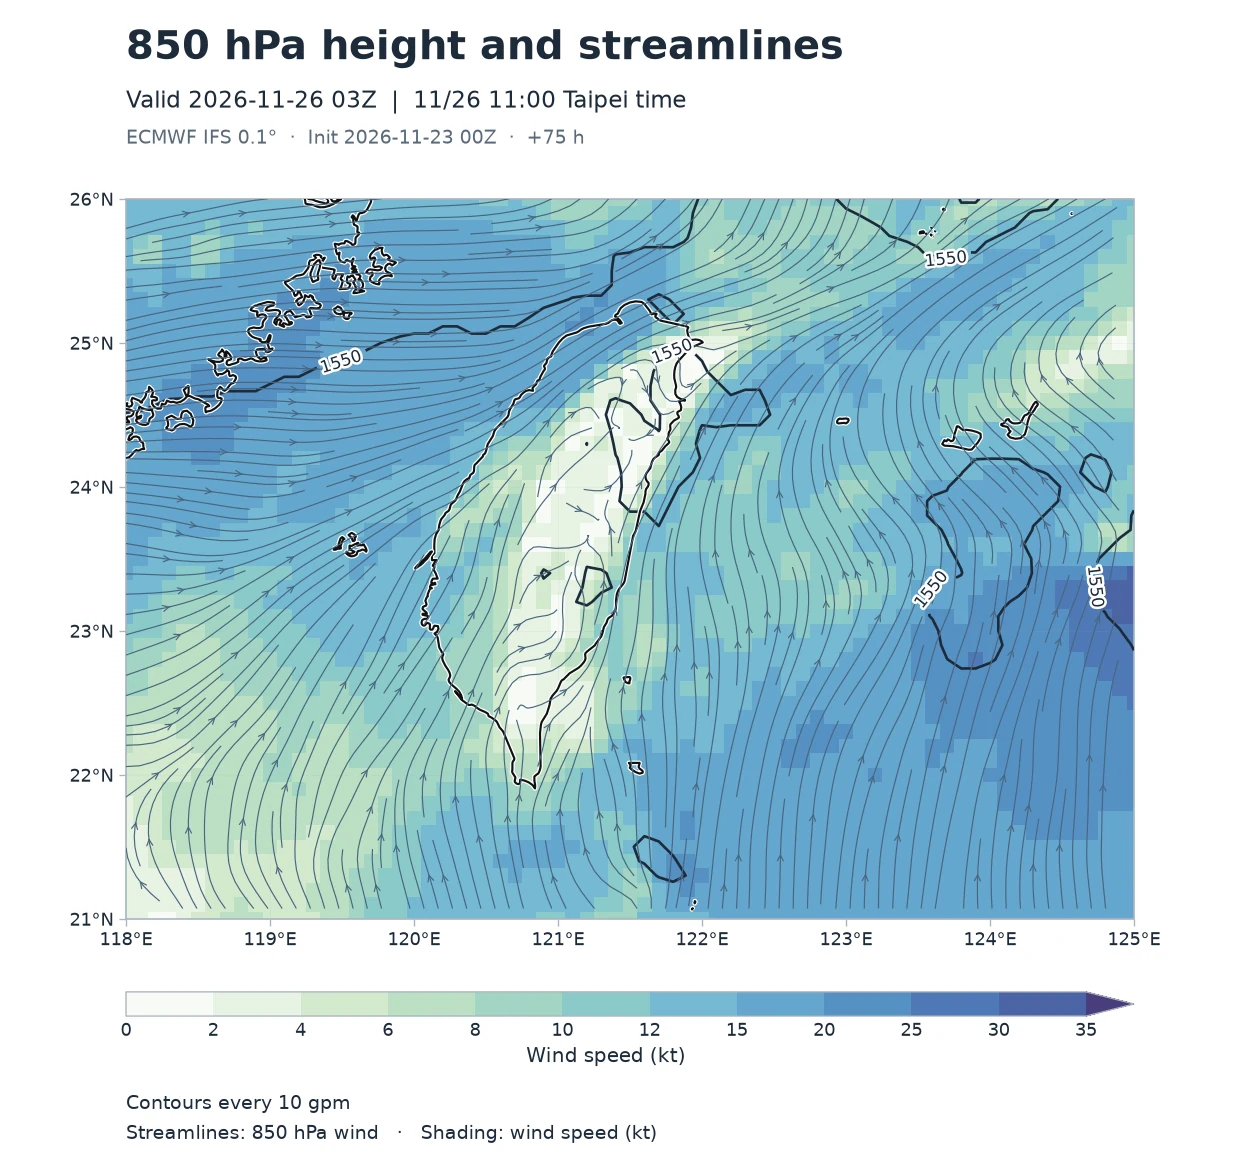 850 hPa height and streamlines
Valid 2026-11-26 03Z | 11/26 11:00 Taipei time
ECMWF IFS 0.1° · Init 2026-11-23 00Z · +75 h
26°N
1550
25°N
1550
1550
24°N
1550
1550
23°N
22°N
21°N
118°E 119°E 120°E 121°E 122°E 123°E 124°E 125°E
0 2 4 6 8 10 12 15 20 25 30 35
Wind speed (kt)
Contours every 10 gpm
Streamlines: 850 hPa wind · Shading: wind speed (kt)